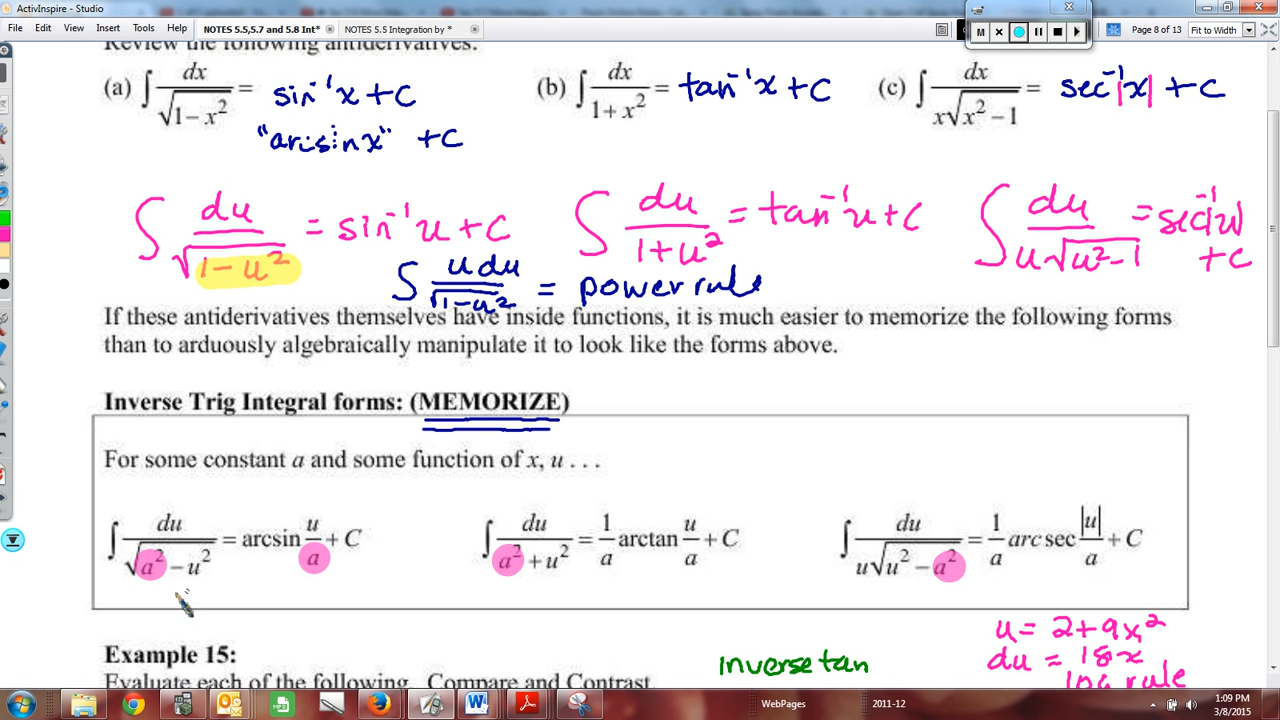 ActivInspire - Studio
File Edit View Insert Tools Help NOTES 5.5,5.7 and 5.8 Int* NOTES 5.5 Integration by * Page 8 of 13 Fit to Width
Review the following antiderivatives:
(a) ∫ dx/√(1 − x²) = sin⁻¹x + C (b) ∫ dx/(1 + x²) = tan⁻¹x + C (c) ∫ dx/(x√(x² − 1)) = sec⁻¹|x| + C
"arcsin x" + C
∫ du/√(1 − u²) = sin⁻¹u + C ∫ du/(1 + u²) = tan⁻¹u + C ∫ du/(u√(u² − 1)) = sec⁻¹|u| + C
∫ u du/√(1 − u²) = power rule
If these antiderivatives themselves have inside functions, it is much easier to memorize the following forms
than to arduously algebraically manipulate it to look like the forms above.
Inverse Trig Integral forms: (MEMORIZE)
For some constant a and some function of x, u . . .
∫ du/√(a² − u²) = arcsin u/a + C ∫ du/(a² + u²) = 1/a arctan u/a + C ∫ du/(u√(u² − a²)) = 1/a arcsec |u|/a + C
u = 2 + 9x²
Example 15: inverse tan du = 18x
Evaluate each of the following. Compare and Contrast. log rule
WebPages 2011-12 1:09 PM
3/8/2015